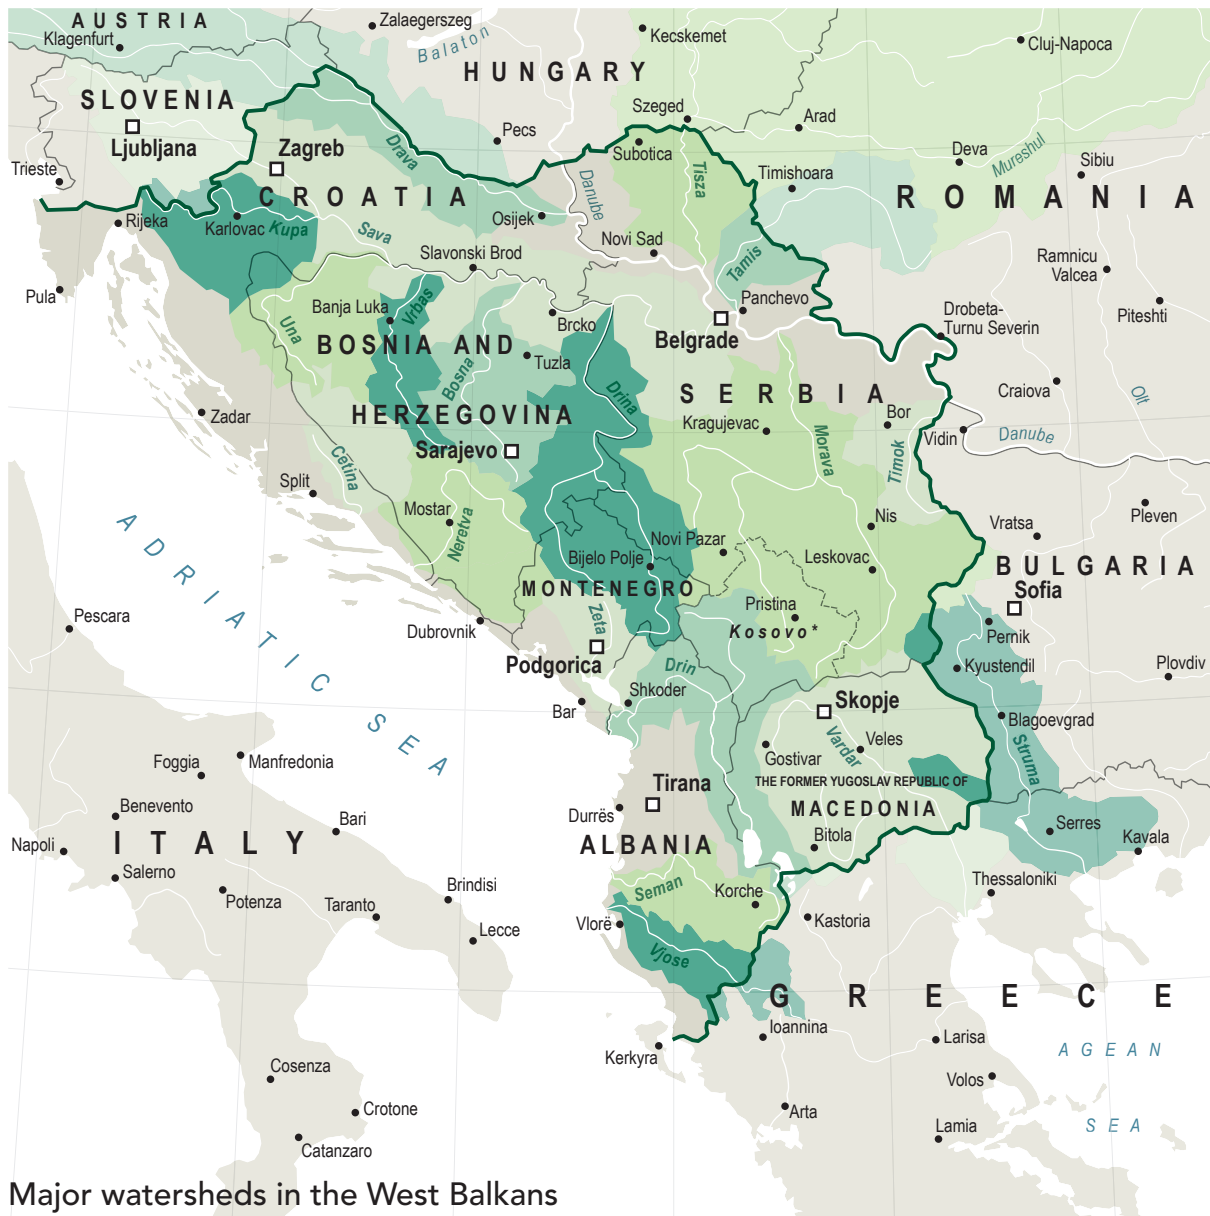 AUSTRIA
Zalaegerszeg
Klagenfurt
Balaton
Kecskemet
Cluj-Napoca
HUNGARY
SLOVENIA
Szeged
Arad
Ljubljana
Zagreb
Pecs
Drava
Subotica
Tisza
Deva
Mureshul
Sibiu
Trieste
Timishoara
CROATIA
Danube
ROMANIA
Rijeka
Karlovac
Kupa
Sava
Osijek
Novi Sad
Slavonski Brod
Tamis
Ramnicu
Valcea
Pula
Banja Luka
Vrbas
Panchevo
Drobeta-
Turnu Severin
Piteshti
Una
Brcko
Belgrade
BOSNIA AND
Tuzla
Bosna
Drina
SERBIA
Craiova
Olt
Zadar
HERZEGOVINA
Kragujevac
Bor
Morava
Timok
Vidin
Danube
Sarajevo
Cetina
Split
Mostar
Neretva
Nis
Vratsa
Pleven
ADRIATIC SEA
Novi Pazar
Leskovac
Bijelo Polje
BULGARIA
MONTENEGRO
Sofia
Pristina
Zeta
Kosovo*
Pescara
Dubrovnik
Pernik
Podgorica
Drin
Kyustendil
Plovdiv
Shkoder
Skopje
Bar
Blagoevgrad
Vardar
Veles
Gostivar
Struma
Foggia
Manfredonia
THE FORMER YUGOSLAV REPUBLIC OF
Tirana
MACEDONIA
Benevento
Durrës
Bari
Serres
ITALY
ALBANIA
Bitola
Kavala
Napoli
Salerno
Thessaloniki
Potenza
Brindisi
Seman
Korche
Taranto
Vlorë
Kastoria
Lecce
Vjose
GREECE
Ioannina
Kerkyra
Larisa
AGEAN
Cosenza
Volos
Crotone
Arta
Lamia
SEA
Catanzaro
Major watersheds in the West Balkans